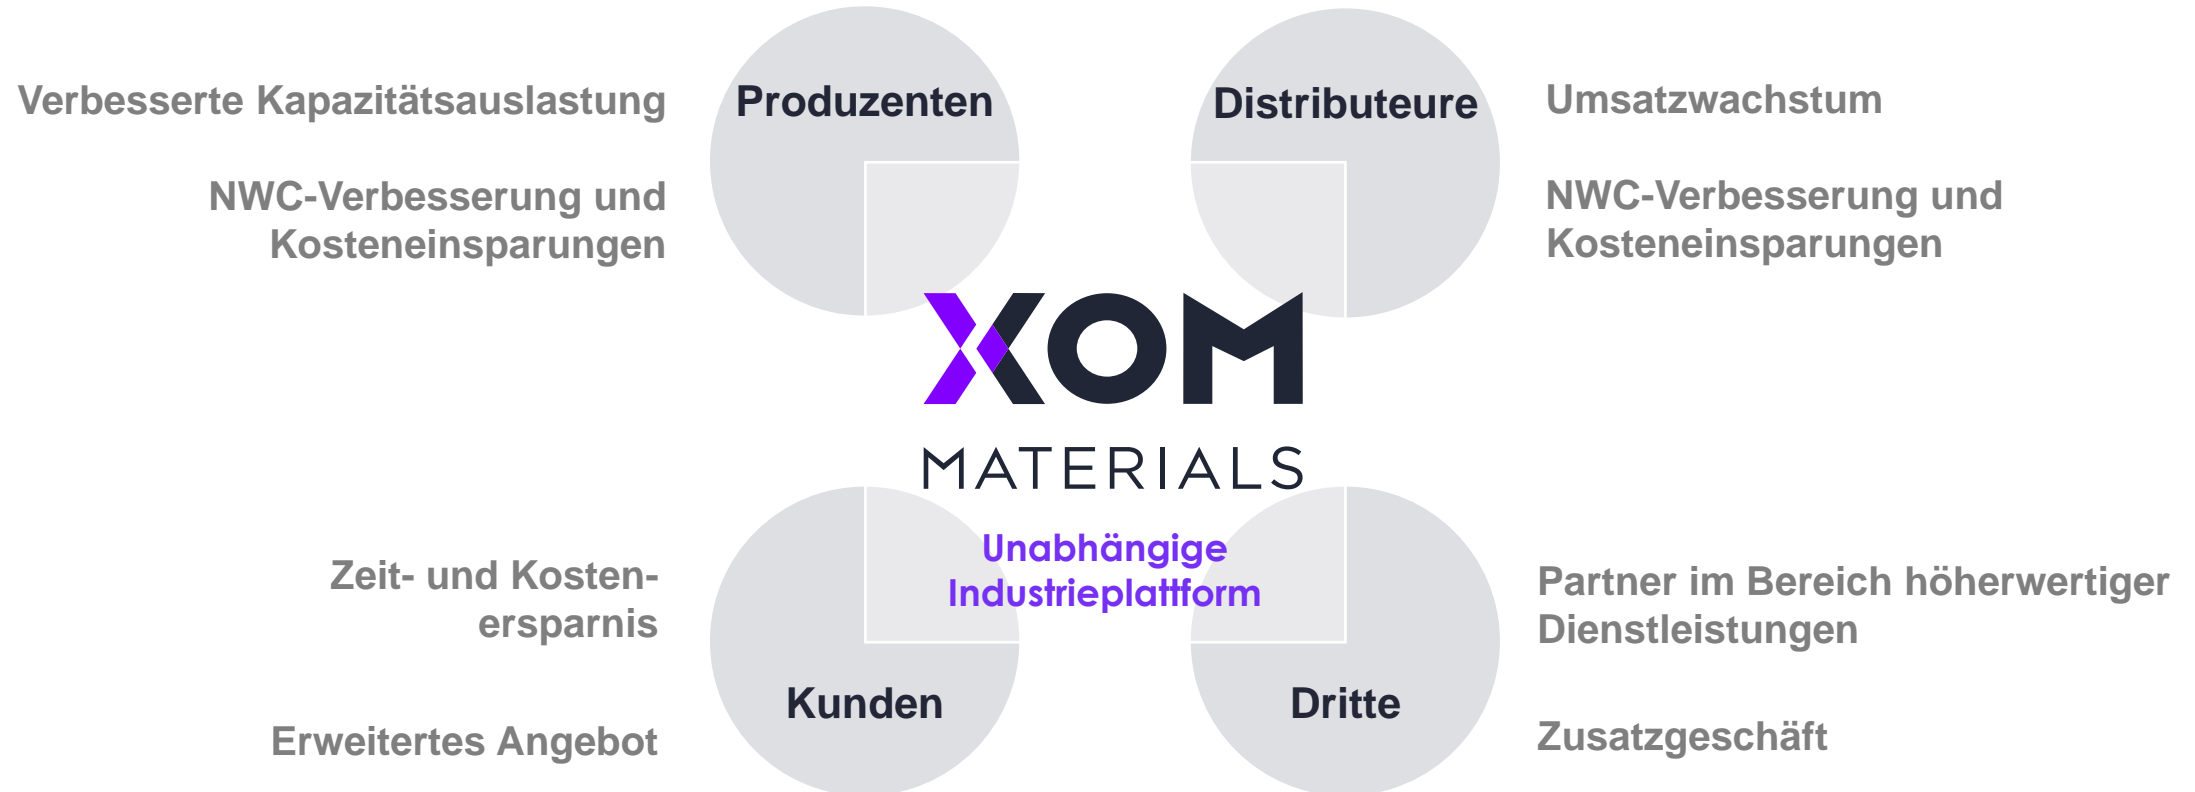 Verbesserte Kapazitätsauslastung
NWC-Verbesserung und
Kosteneinsparungen
Produzenten
Distributeure
Umsatzwachstum
NWC-Verbesserung und
Kosteneinsparungen
XOM
MATERIALS
Unabhängige
Industrieplattform
Zeit- und Kosten-
ersparnis
Erweitertes Angebot
Kunden
Dritte
Partner im Bereich höherwertiger
Dienstleistungen
Zusatzgeschäft